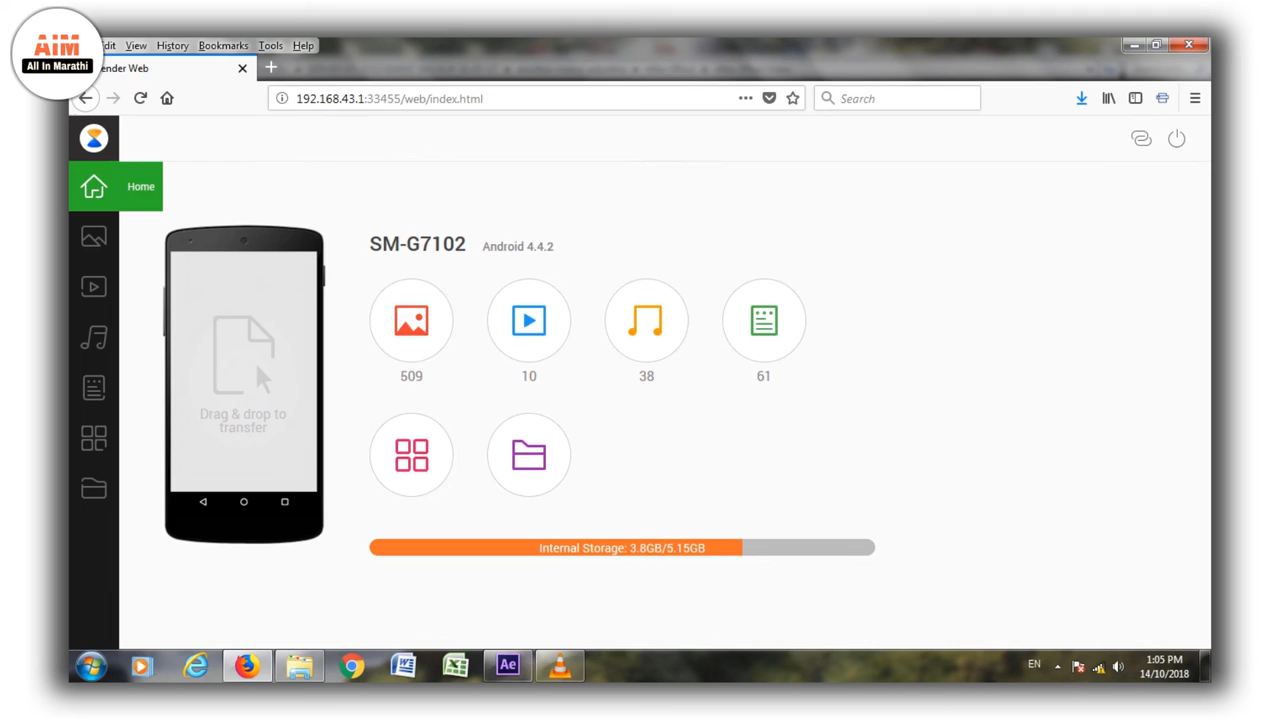 AiM
All In Marathi
dit View History Bookmarks Tools Help
ender Web
192.168.43.1:33455/web/index.html
Search
Home
SM-G7102 Android 4.4.2
509 10 38 61
Drag & drop to
transfer
Internal Storage: 3.8GB/5.15GB
Ae
EN
1:05 PM
14/10/2018